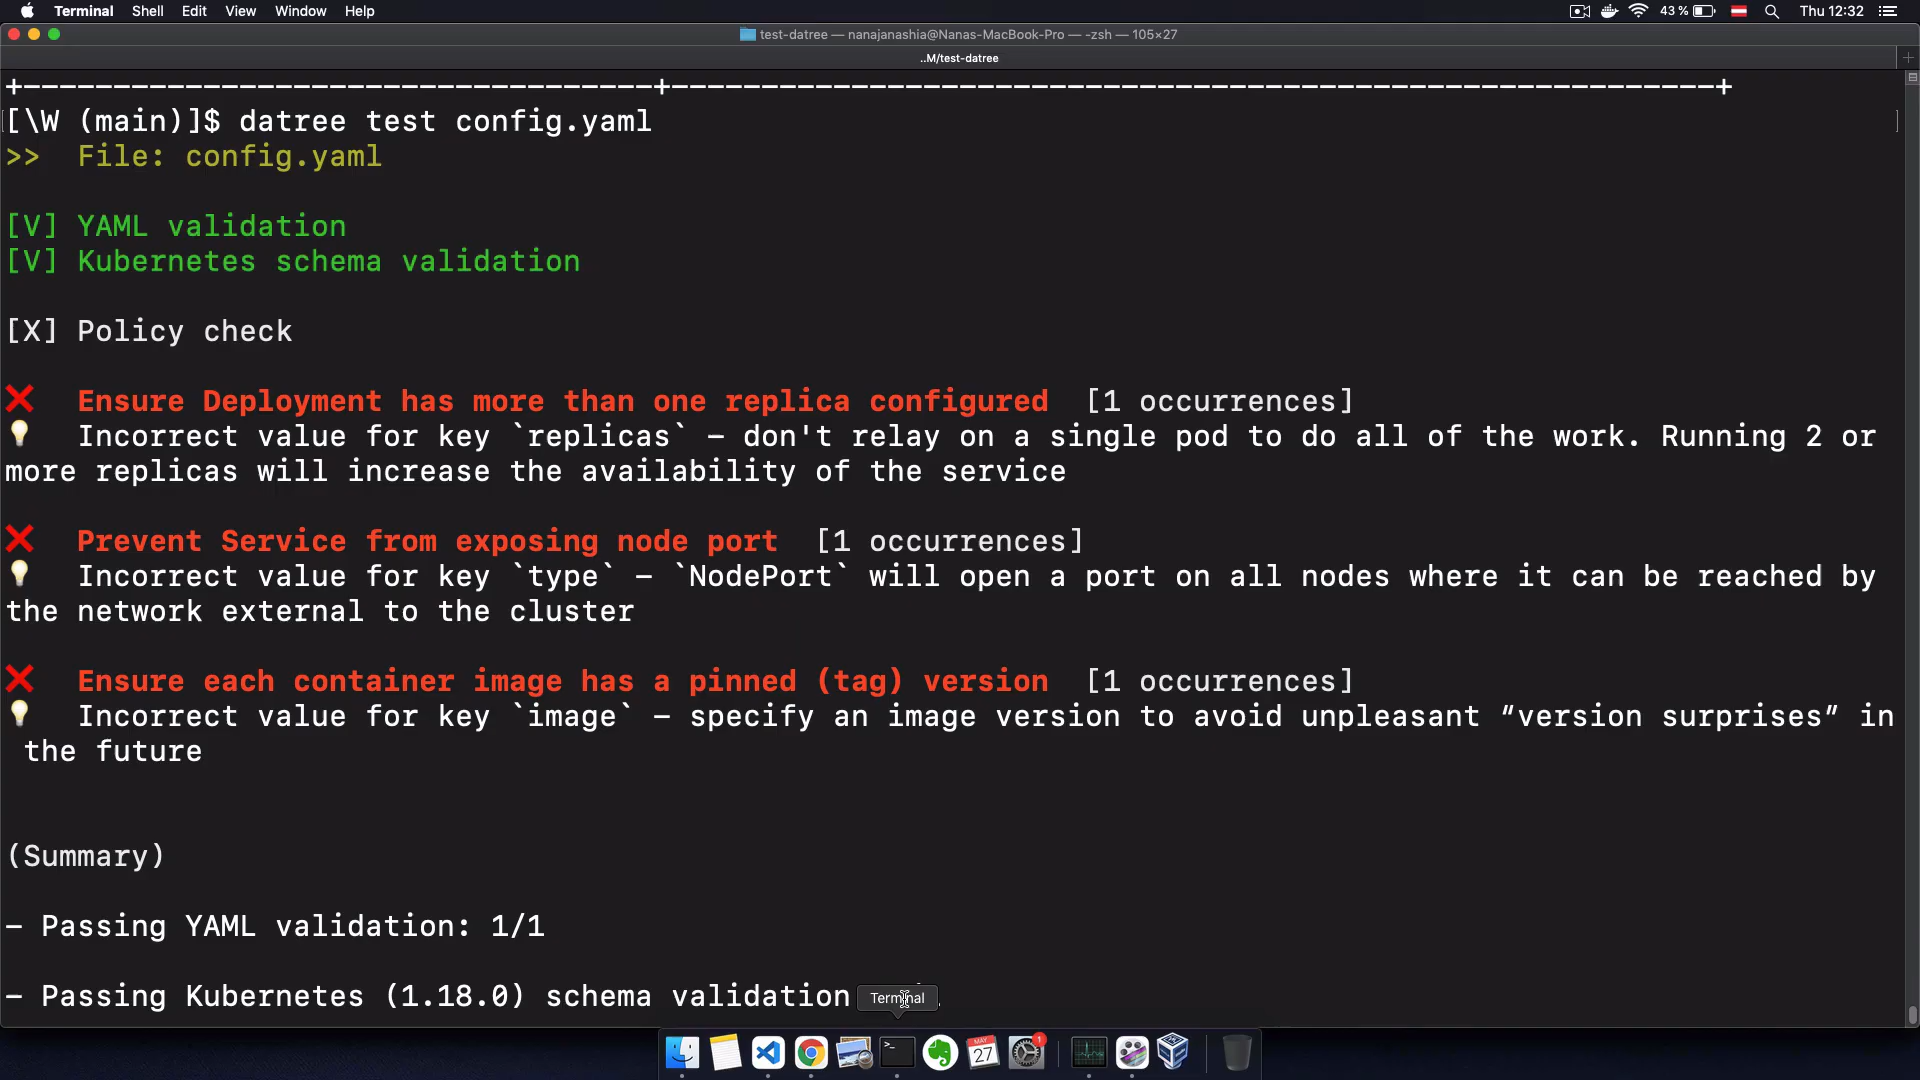 Terminal Shell Edit View Window Help 43 % Thu 12:32
test-datree — nanajanashia@Nanas-MacBook-Pro — -zsh — 105×27
..M/test-datree
[\W (main)]$ datree test config.yaml
>> File: config.yaml
[V] YAML validation
[V] Kubernetes schema validation
[X] Policy check
❌ Ensure Deployment has more than one replica configured [1 occurrences]
💡 Incorrect value for key `replicas` – don't relay on a single pod to do all of the work. Running 2 or
more replicas will increase the availability of the service
❌ Prevent Service from exposing node port [1 occurrences]
💡 Incorrect value for key `type` – `NodePort` will open a port on all nodes where it can be reached by
the network external to the cluster
❌ Ensure each container image has a pinned (tag) version [1 occurrences]
💡 Incorrect value for key `image` – specify an image version to avoid unpleasant “version surprises” in
the future
(Summary)
– Passing YAML validation: 1/1
– Passing Kubernetes (1.18.0) schema validation
Terminal
MAY
27
1